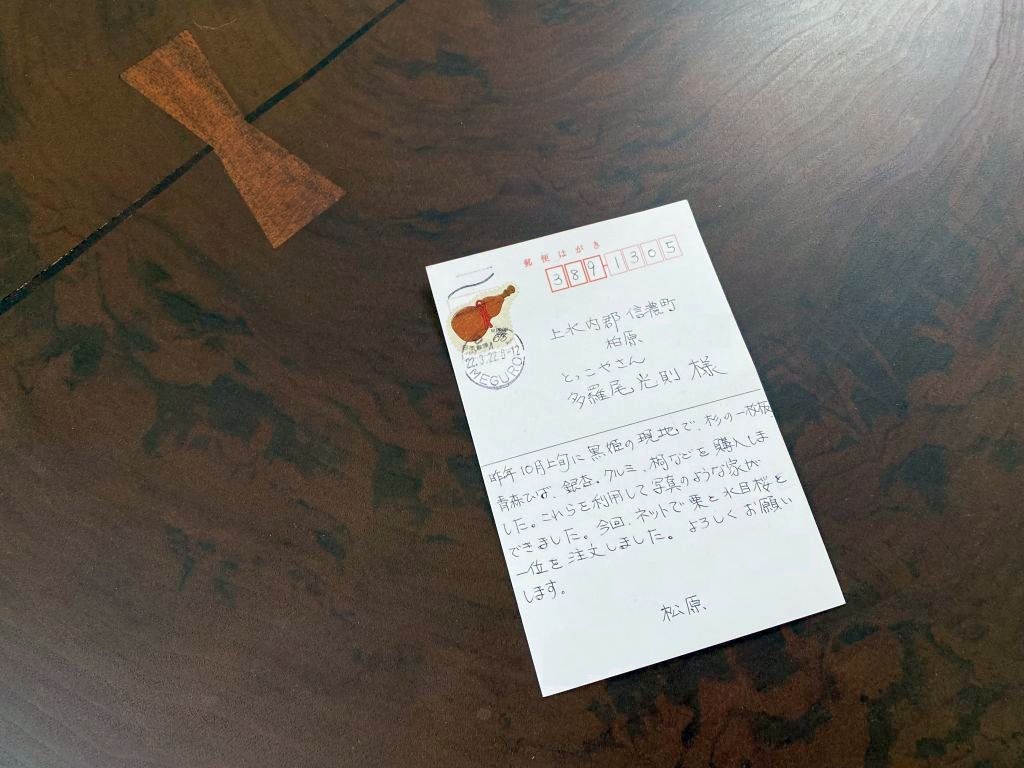 郵便はがき
389-1305
上水内郡信濃町
柏原
とっこやさん
多羅尾光則様
22.3.22.8-12
MEGURO
昨年10月上旬に黒姫の現地で、杉の一枚板
青森ひば、銀杏、クルミ、栂などを購入しま
した。これらを利用して写真のような家が
できました。今回、ネットで栗と水目桜と
一位を注文しました。よろしくお願い
します。
松原